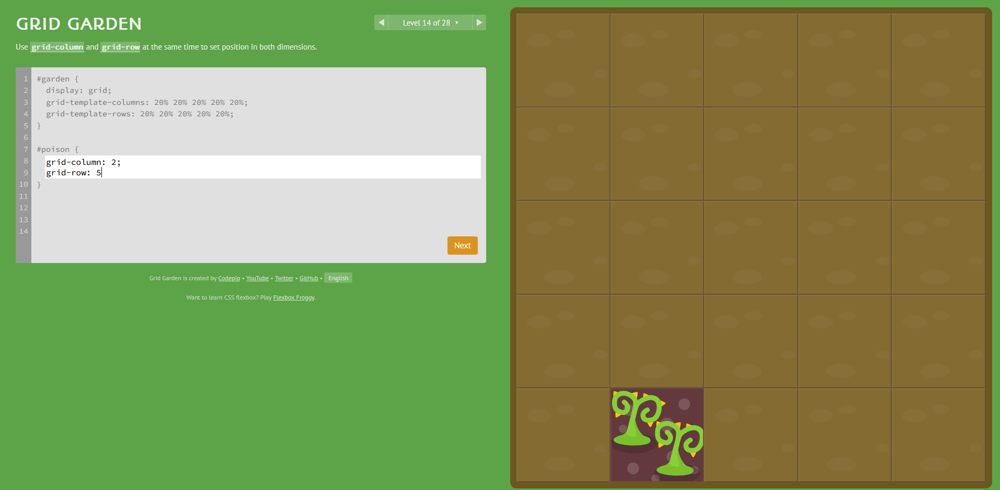 GRID GARDEN
◀ Level 14 of 28 ▼ ▶
Use grid-column and grid-row at the same time to set position in both dimensions.
1 #garden {
2 display: grid;
3 grid-template-columns: 20% 20% 20% 20% 20%;
4 grid-template-rows: 20% 20% 20% 20% 20%;
5 }
6
7 #poison {
8 grid-column: 2;
9 grid-row: 5
10 }
11
12
13
14
Next
Grid Garden is created by Codepip • YouTube • Twitter • GitHub • English
Want to learn CSS flexbox? Play Flexbox Froggy.